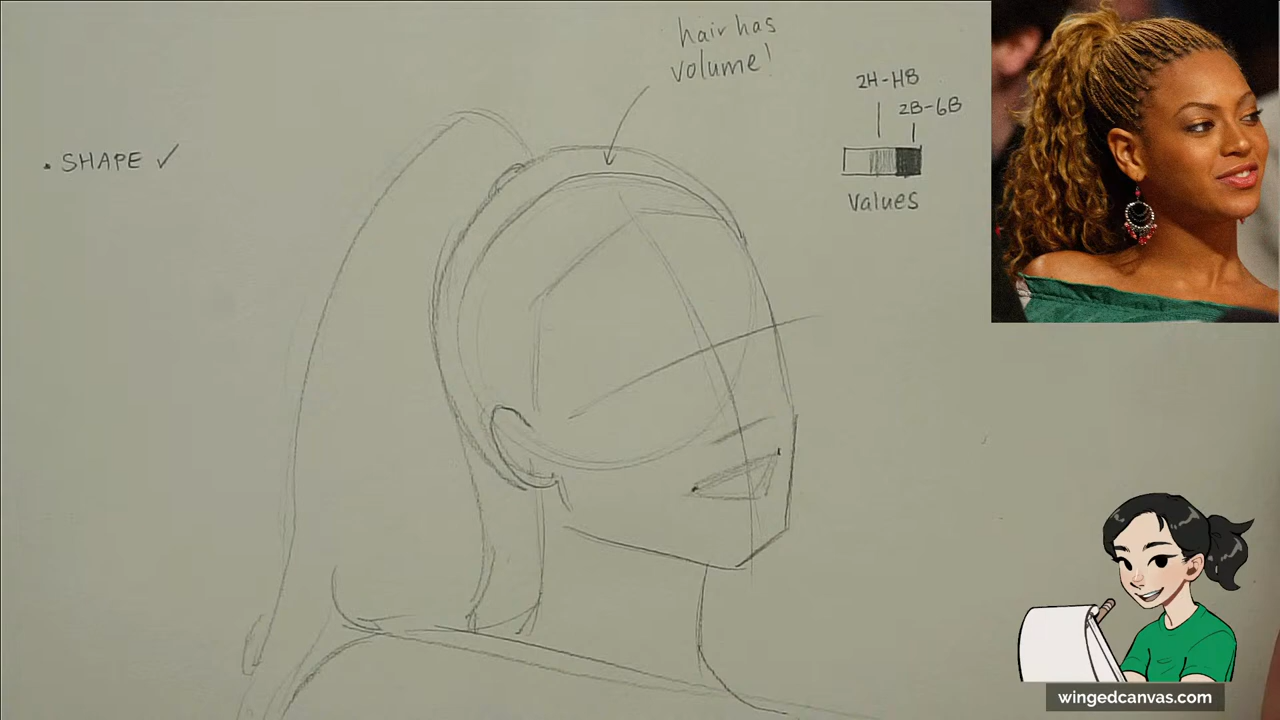 hair has
volume!
2H-HB
2B-6B
• SHAPE ✓
values
wingedcanvas.com